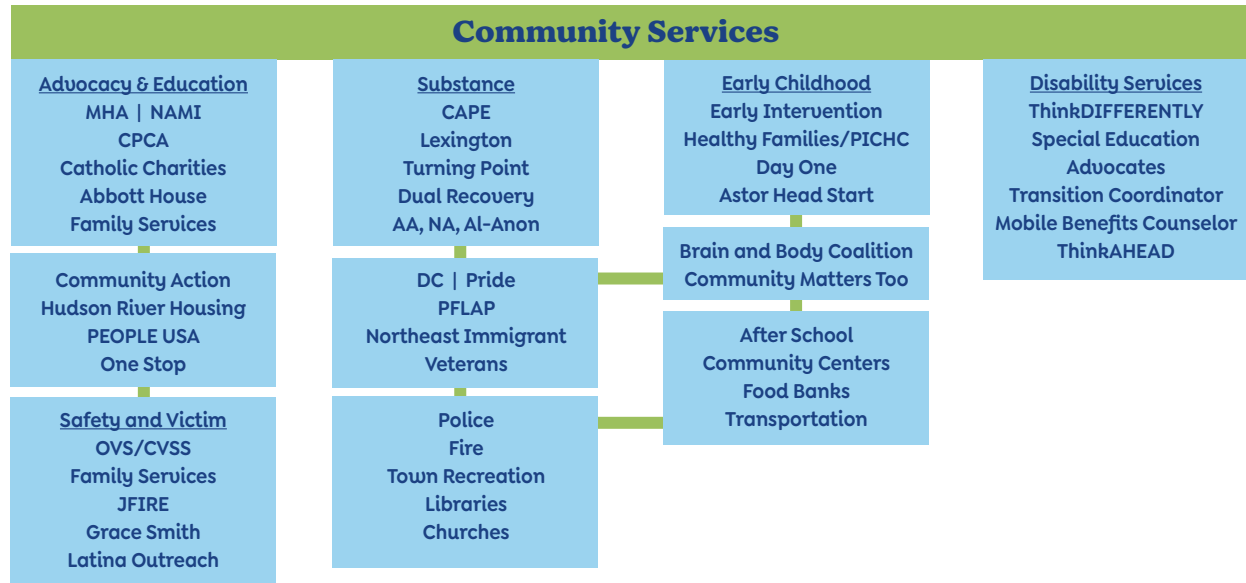 Community Services
Advocacy & Education
MHA | NAMI
CPCA
Catholic Charities
Abbott House
Family Services
Community Action
Hudson River Housing
PEOPLE USA
One Stop
Safety and Victim
OVS/CVSS
Family Services
JFIRE
Grace Smith
Latina Outreach
Substance
CAPE
Lexington
Turning Point
Dual Recovery
AA, NA, Al-Anon
DC | Pride
PFLAP
Northeast Immigrant
Veterans
Police
Fire
Town Recreation
Libraries
Churches
Early Childhood
Early Intervention
Healthy Families/PICHC
Day One
Astor Head Start
Brain and Body Coalition
Community Matters Too
After School
Community Centers
Food Banks
Transportation
Disability Services
ThinkDIFFERENTLY
Special Education
Advocates
Transition Coordinator
Mobile Benefits Counselor
ThinkAHEAD